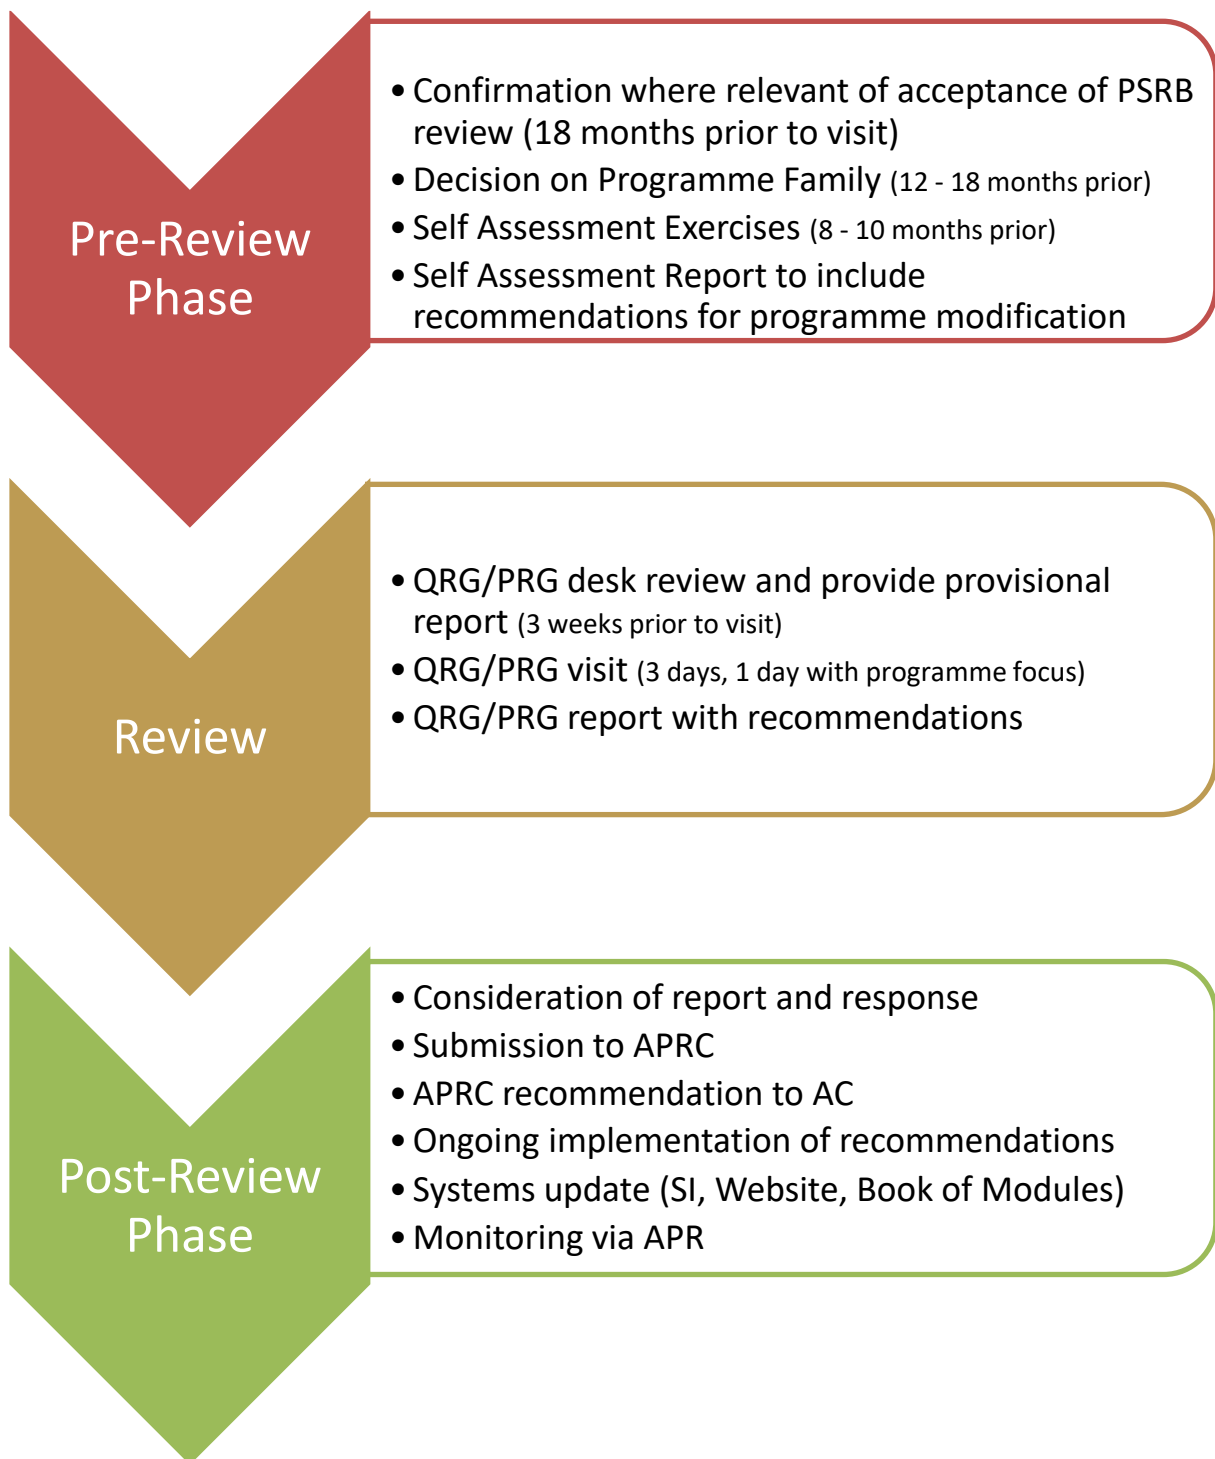 Pre-Review
Phase
• Confirmation where relevant of acceptance of PSRB
review (18 months prior to visit)
• Decision on Programme Family (12 - 18 months prior)
• Self Assessment Exercises (8 - 10 months prior)
• Self Assessment Report to include
recommendations for programme modification
Review
• QRG/PRG desk review and provide provisional
report (3 weeks prior to visit)
• QRG/PRG visit (3 days, 1 day with programme focus)
• QRG/PRG report with recommendations
Post-Review
Phase
• Consideration of report and response
• Submission to APRC
• APRC recommendation to AC
• Ongoing implementation of recommendations
• Systems update (SI, Website, Book of Modules)
• Monitoring via APR